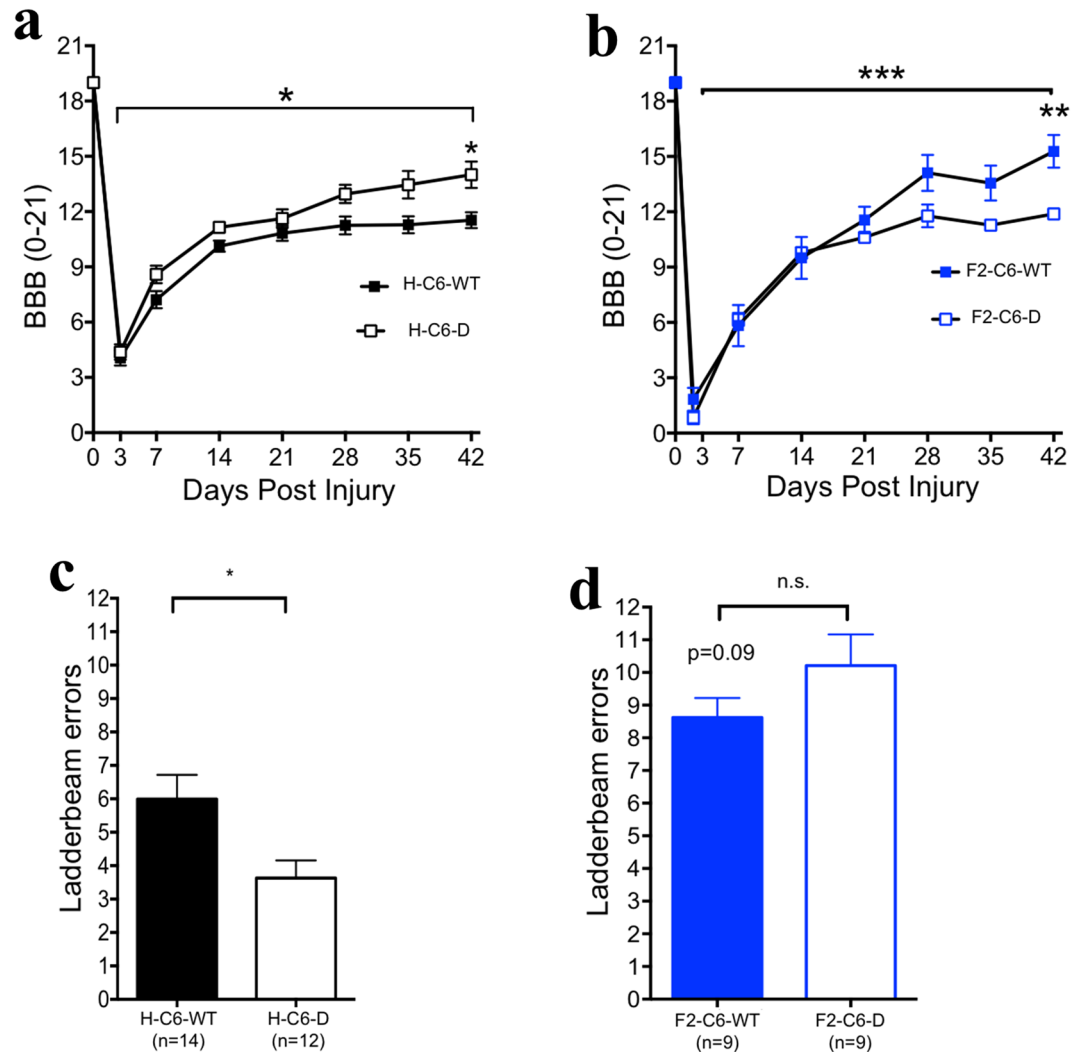 a
21
18
15
12
9
6
3
0
BBB (0-21)
*
*
H-C6-WT
H-C6-D
0 3 7 14 21 28 35 42
Days Post Injury
b
21
18
15
12
9
6
3
0
BBB (0-21)
***
**
F2-C6-WT
F2-C6-D
0 3 7 14 21 28 35 42
Days Post Injury
c
12
11
10
9
8
7
6
5
4
3
2
1
0
Ladderbeam errors
*
H-C6-WT H-C6-D
(n=14) (n=12)
d
12
11
10
9
8
7
6
5
4
3
2
1
0
Ladderbeam errors
n.s.
p=0.09
F2-C6-WT F2-C6-D
(n=9) (n=9)